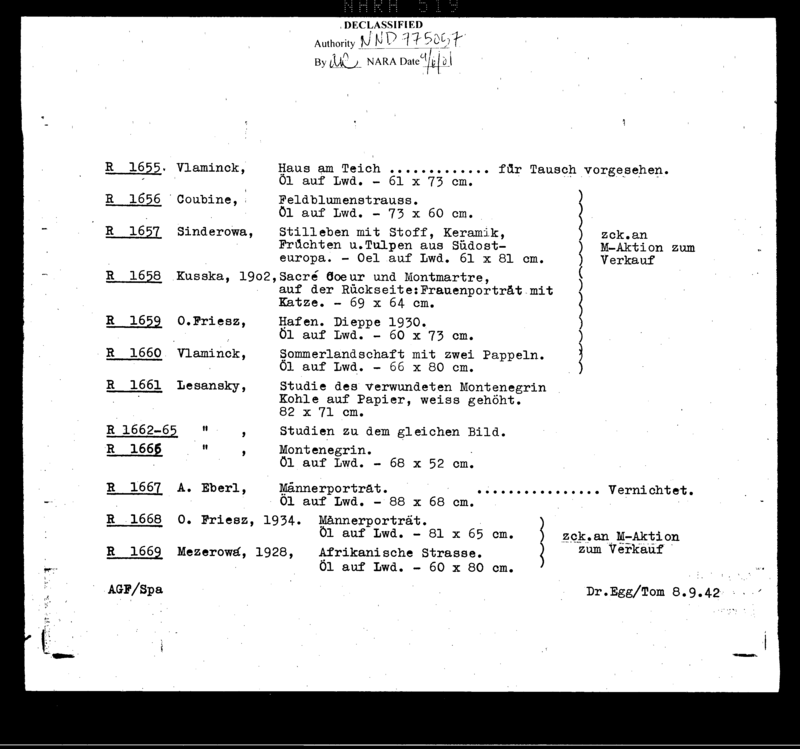 NARA 519
DECLASSIFIED
Authority NND 775057
By NARA Date 9/6/01
R 1655. Vlaminck, Haus am Teich ............. für Tausch vorgesehen.
Öl auf Lwd. - 61 x 73 cm.
R 1656 Coubine, Feldblumenstrauss.
Öl auf Lwd. - 73 x 60 cm.
R 1657 Sinderowa, Stilleben mit Stoff, Keramik,
Früchten u.Tulpen aus Südost-
europa. - Oel auf Lwd. 61 x 81 cm.
zck.an
M-Aktion zum
Verkauf
R 1658 Kusska, 1902, Sacré Coeur und Montmartre,
auf der Rückseite:Frauenporträt mit
Katze. - 69 x 64 cm.
R 1659 O.Friesz, Hafen. Dieppe 1930.
Öl auf Lwd. - 60 x 73 cm.
R 1660 Vlaminck, Sommerlandschaft mit zwei Pappeln.
Öl auf Lwd. - 66 x 80 cm.
R 1661 Lesansky, Studie des verwundeten Montenegrin
Kohle auf Papier, weiss gehöht.
82 x 71 cm.
R 1662-65 " , Studien zu dem gleichen Bild.
R 1666 " , Montenegrin.
Öl auf Lwd. - 68 x 52 cm.
R 1667 A. Eberl, Männerporträt. ................ Vernichtet.
Öl auf Lwd. - 88 x 68 cm.
R 1668 O. Friesz, 1934. Männerporträt.
Öl auf Lwd. - 81 x 65 cm.
R 1669 Mezerowá, 1928, Afrikanische Strasse.
Öl auf Lwd. - 60 x 80 cm.
zck.an M-Aktion
zum Verkauf
AGF/Spa Dr.Egg/Tom 8.9.42